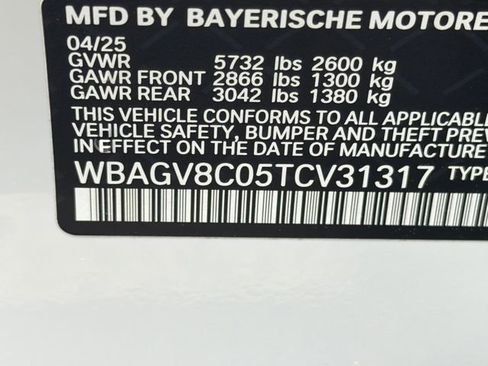 MFD BY BAYERISCHE MOTORE
04/25
GVWR 5732 lbs 2600 kg
GAWR FRONT 2866 lbs 1300 kg
GAWR REAR 3042 lbs 1380 kg
THIS VEHICLE CONFORMS TO ALL APPLICAB
VEHICLE SAFETY, BUMPER AND THEFT PREVE
IN EFFECT ON THE DATE OF MANUFACTURE
WBAGV8C05TCV31317 TYPE